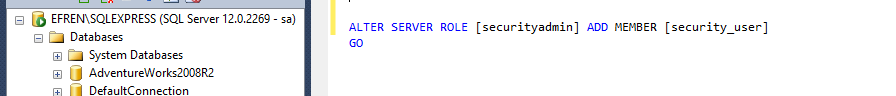 EFREN\SQLEXPRESS (SQL Server 12.0.2269 - sa)
Databases
System Databases
AdventureWorks2008R2
DefaultConnection
ALTER SERVER ROLE [securityadmin] ADD MEMBER [security_user]
GO